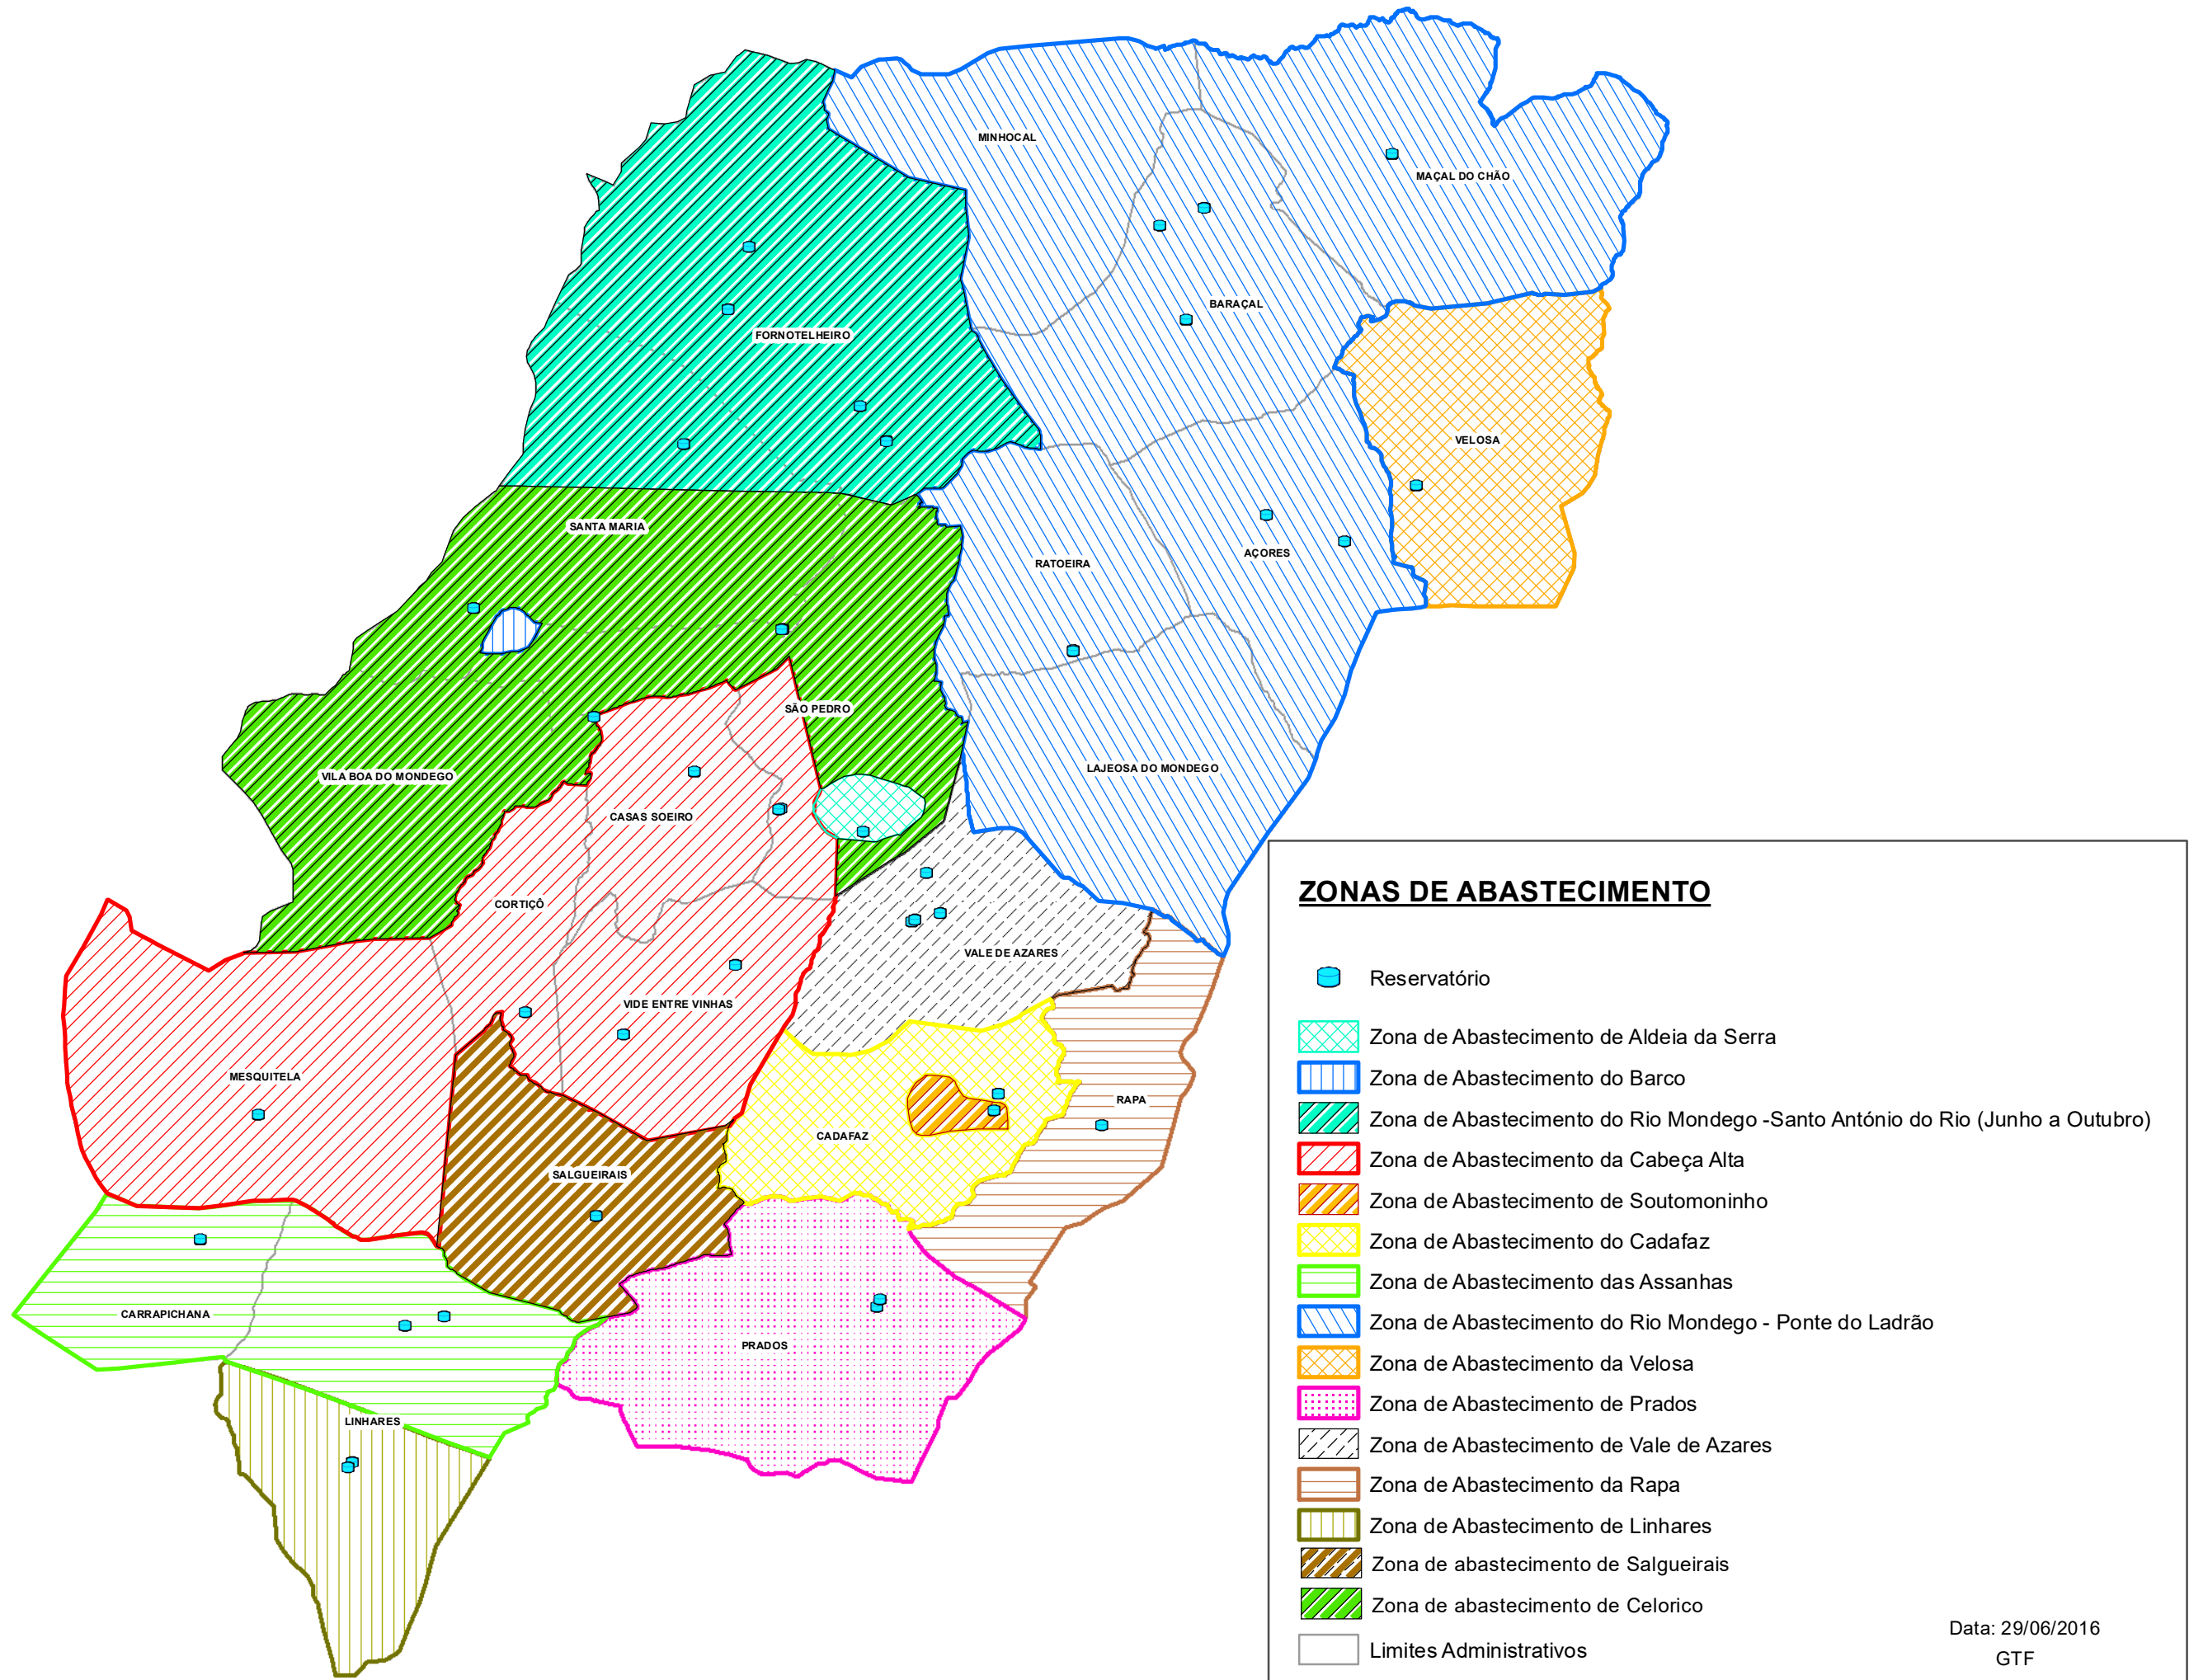 MINHOCAL
MAÇAL DO CHÃO
BARAÇAL
FORNOTELHEIRO
VELOSA
SANTA MARIA
AÇORES
RATOEIRA
SÃO PEDRO
LAJEOSA DO MONDEGO
VILA BOA DO MONDEGO
CASAS SOEIRO
CORTIÇÔ
VALE DE AZARES
VIDE ENTRE VINHAS
MESQUITELA
RAPA
CADAFAZ
SALGUEIRAIS
CARRAPICHANA
PRADOS
LINHARES
ZONAS DE ABASTECIMENTO
Reservatório
Zona de Abastecimento de Aldeia da Serra
Zona de Abastecimento do Barco
Zona de Abastecimento do Rio Mondego -Santo António do Rio (Junho a Outubro)
Zona de Abastecimento da Cabeça Alta
Zona de Abastecimento de Soutomoninho
Zona de Abastecimento do Cadafaz
Zona de Abastecimento das Assanhas
Zona de Abastecimento do Rio Mondego - Ponte do Ladrão
Zona de Abastecimento da Velosa
Zona de Abastecimento de Prados
Zona de Abastecimento de Vale de Azares
Zona de Abastecimento da Rapa
Zona de Abastecimento de Linhares
Zona de abastecimento de Salgueirais
Zona de abastecimento de Celorico
Limites Administrativos
Data: 29/06/2016
GTF